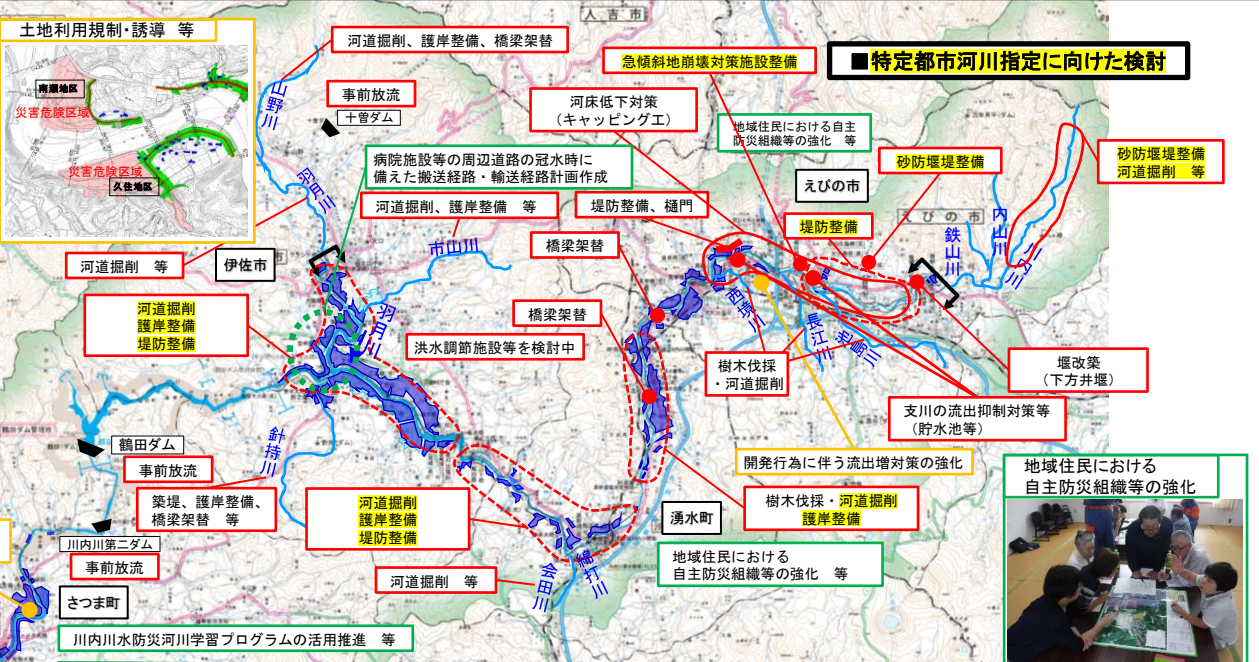 土地利用規制・誘導　等
南瀬地区
災害危険区域
災害危険区域
久住地区
人吉市
河道掘削、護岸整備、橋梁架替
急傾斜地崩壊対策施設整備
■特定都市河川指定に向けた検討
山野川
事前放流
十曽ダム
河床低下対策
（キャッピング工）
地域住民における自主
防災組織等の強化　等
砂防堰堤整備
砂防堰堤整備
河道掘削　等
病院施設等の周辺道路の冠水時に
備えた搬送経路・輸送経路計画作成
えびの市
羽月川
河道掘削、護岸整備　等
堤防整備、樋門
堤防整備
えびの市
内山川
鉄山川
川内川
市山川
橋梁架替
河道掘削　等
伊佐市
西境川
河道掘削
護岸整備
堤防整備
羽月川
橋梁架替
長江川
洪水調節施設等を検討中
樹木伐採
・河道掘削
堰改築
（下方井堰）
支川の流出抑制対策等
（貯水池等）
針持川
鶴田ダム
事前放流
開発行為に伴う流出増対策の強化
地域住民における
自主防災組織等の強化
築堤、護岸整備、
橋梁架替　等
河道掘削
護岸整備
堤防整備
湧水町
樹木伐採・河道掘削
護岸整備
川内川第二ダム
事前放流
地域住民における
自主防災組織等の強化　等
河道掘削　等
会田川
綿打川
さつま町
川内川水防災河川学習プログラムの活用推進　等